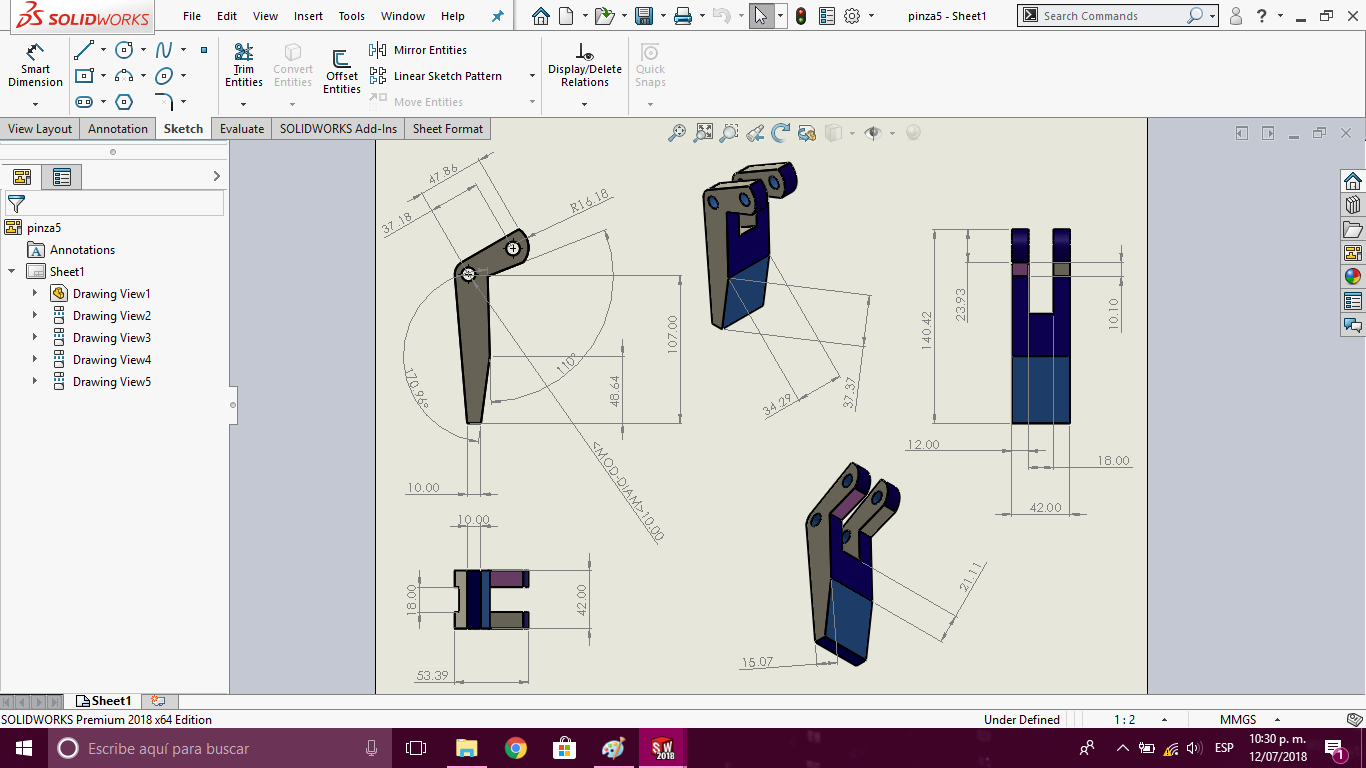 SOLIDWORKS File Edit View Insert Tools Window Help pinza5 - Sheet1 Search Commands
Smart Dimension
Trim Entities
Convert Entities
Offset Entities
Mirror Entities
Linear Sketch Pattern
Move Entities
Display/Delete Relations
Quick Snaps
View Layout Annotation Sketch Evaluate SOLIDWORKS Add-Ins Sheet Format
pinza5
Annotations
Sheet1
Drawing View1
Drawing View2
Drawing View3
Drawing View4
Drawing View5
47.86
37.18
R16.18
170.96°
110°
107.00
48.64
10.00
<MOD-DIAM>10.00
34.29
37.37
140.42
23.93
10.10
12.00
18.00
42.00
10.00
18.00
42.00
53.39
21.11
15.07
Sheet1
SOLIDWORKS Premium 2018 x64 Edition Under Defined 1 : 2 MMGS
Escribe aquí para buscar
SW
2018
ESP
10:30 p. m.
12/07/2018
1